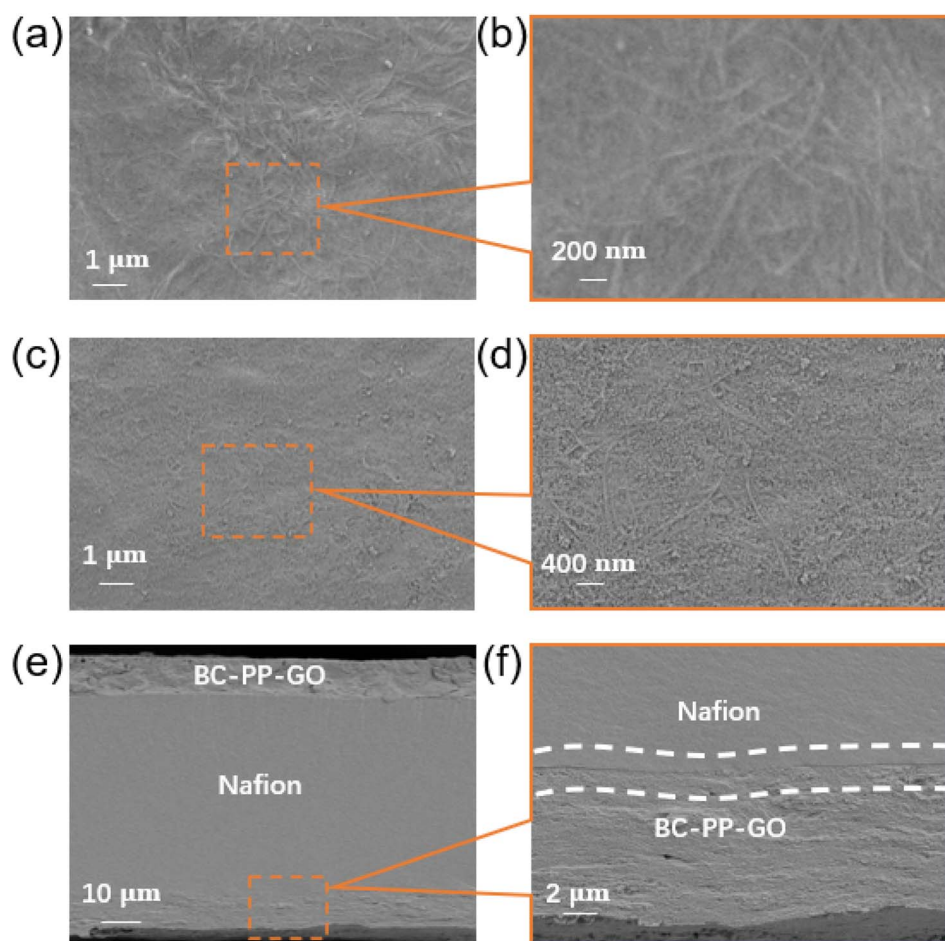 (a)
(b)
1 μm
200 nm
(c)
(d)
1 μm
400 nm
(e)
(f)
BC-PP-GO
Nafion
10 μm
Nafion
BC-PP-GO
2 μm